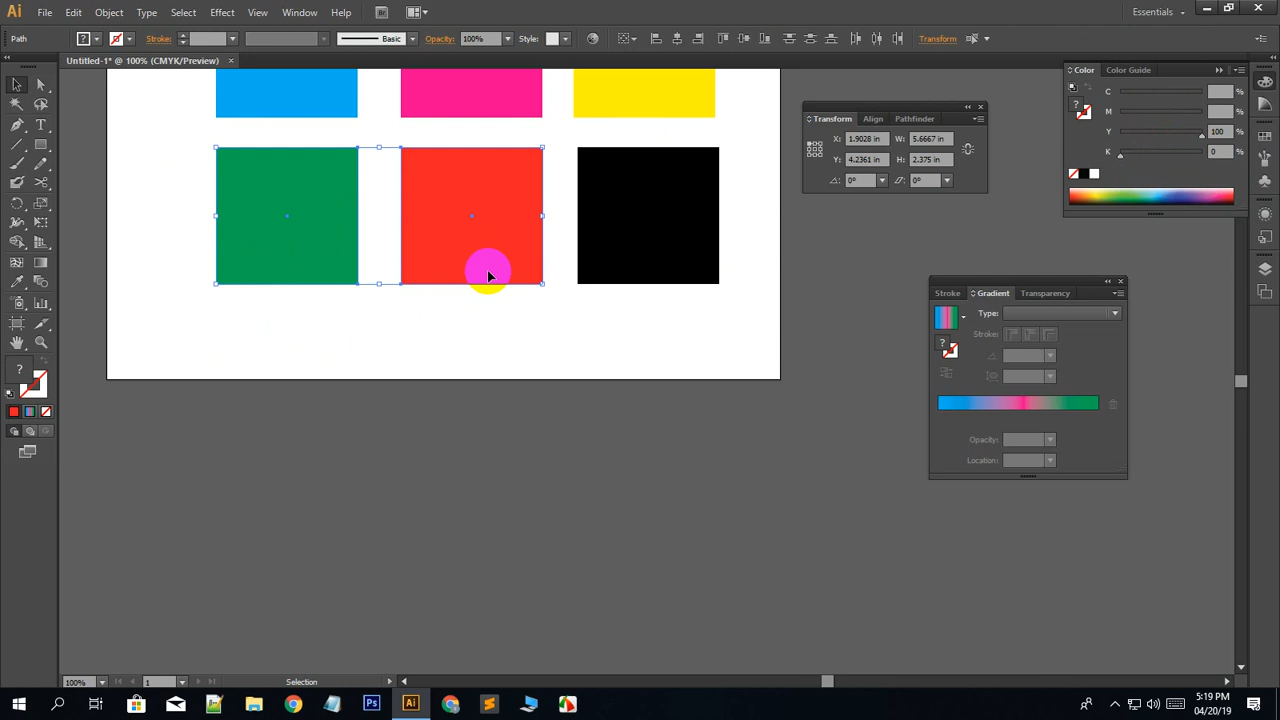 Ai File Edit Object Type Select Effect View Window Help Br Essentials
Path ? Stroke: Basic Opacity: 100% Style: Transform
Untitled-1* @ 100% (CMYK/Preview)
Color Color Guide
C %
M %
Y 100 %
K 0 %
?
Transform Align Pathfinder
X: 1.9028 in W: 5.6667 in
Y: 4.2361 in H: 2.375 in
0° 0°
Stroke Gradient Transparency
Type:
Stroke:
?
Opacity:
Location:
T
?
100% 1 Selection
Ps Ai
5:19 PM
04/20/19